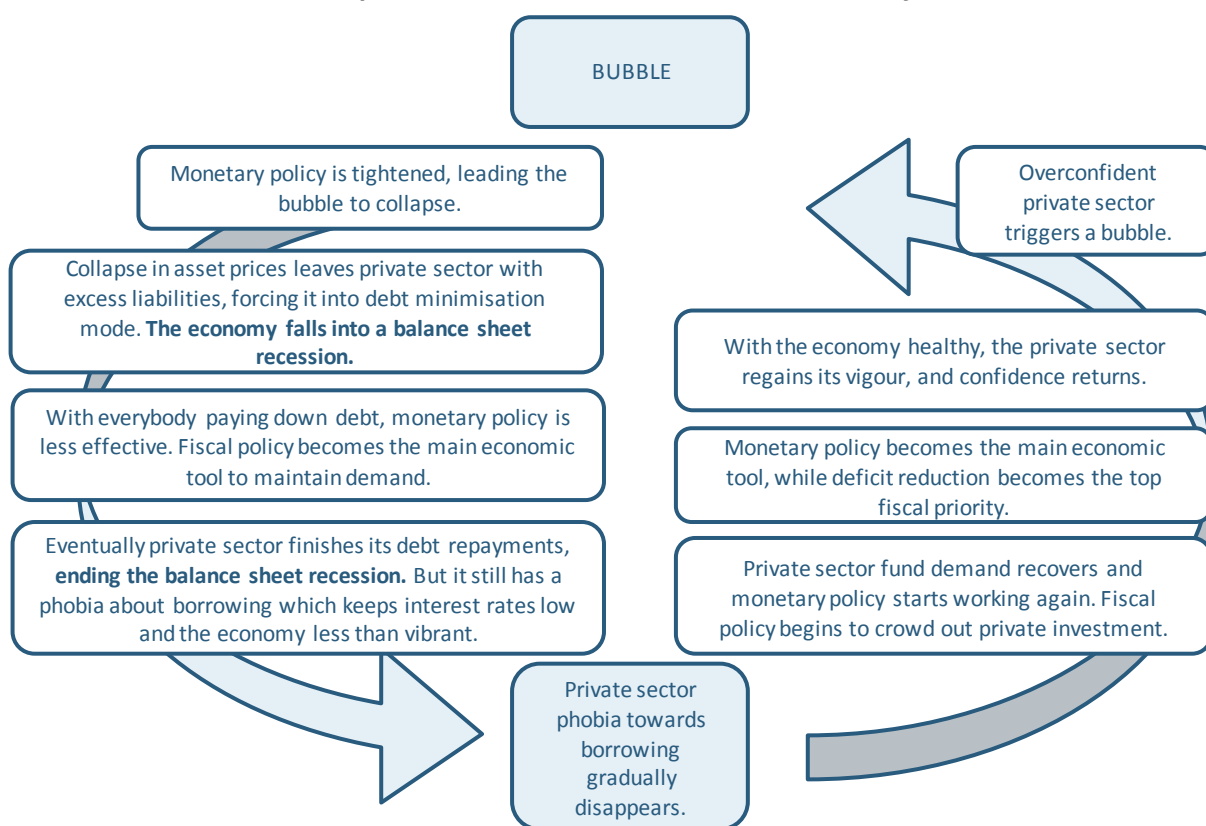 BUBBLE
Monetary policy is tightened, leading the
bubble to collapse.
Collapse in asset prices leaves private sector with
excess liabilities, forcing it into debt minimisation
mode. The economy falls into a balance sheet
recession.
With everybody paying down debt, monetary policy is
less effective. Fiscal policy becomes the main economic
tool to maintain demand.
Eventually private sector finishes its debt repayments,
ending the balance sheet recession. But it still has a
phobia about borrowing which keeps interest rates low
and the economy less than vibrant.
Private sector
phobia towards
borrowing
gradually
disappears.
Overconfident
private sector
triggers a bubble.
With the economy healthy, the private sector
regains its vigour, and confidence returns.
Monetary policy becomes the main economic
tool, while deficit reduction becomes the top
fiscal priority.
Private sector fund demand recovers and
monetary policy starts working again. Fiscal
policy begins to crowd out private investment.